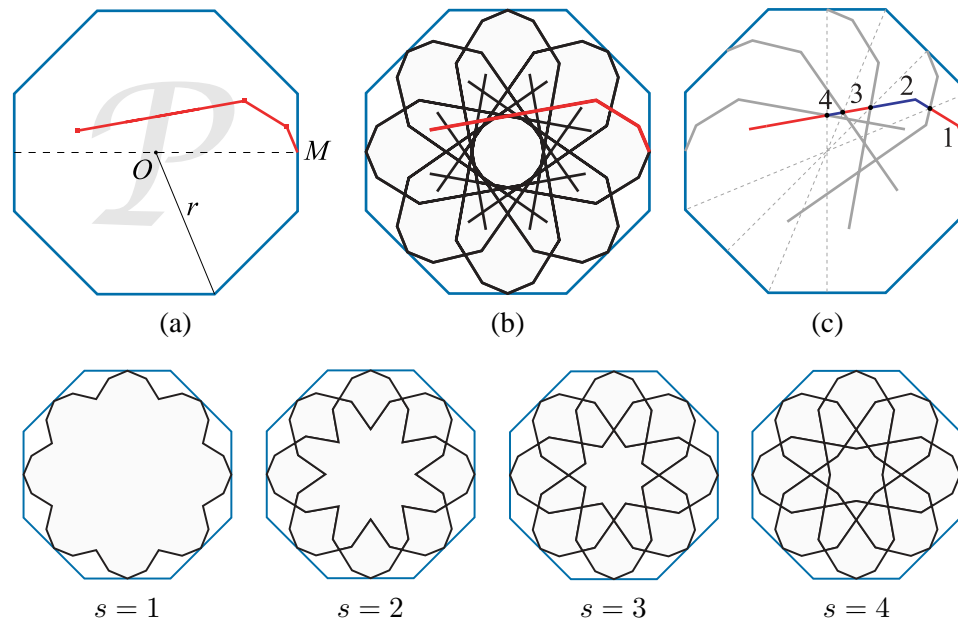 𝒫
O
M
r
4
3
2
1
(a)
(b)
(c)
s = 1
s = 2
s = 3
s = 4